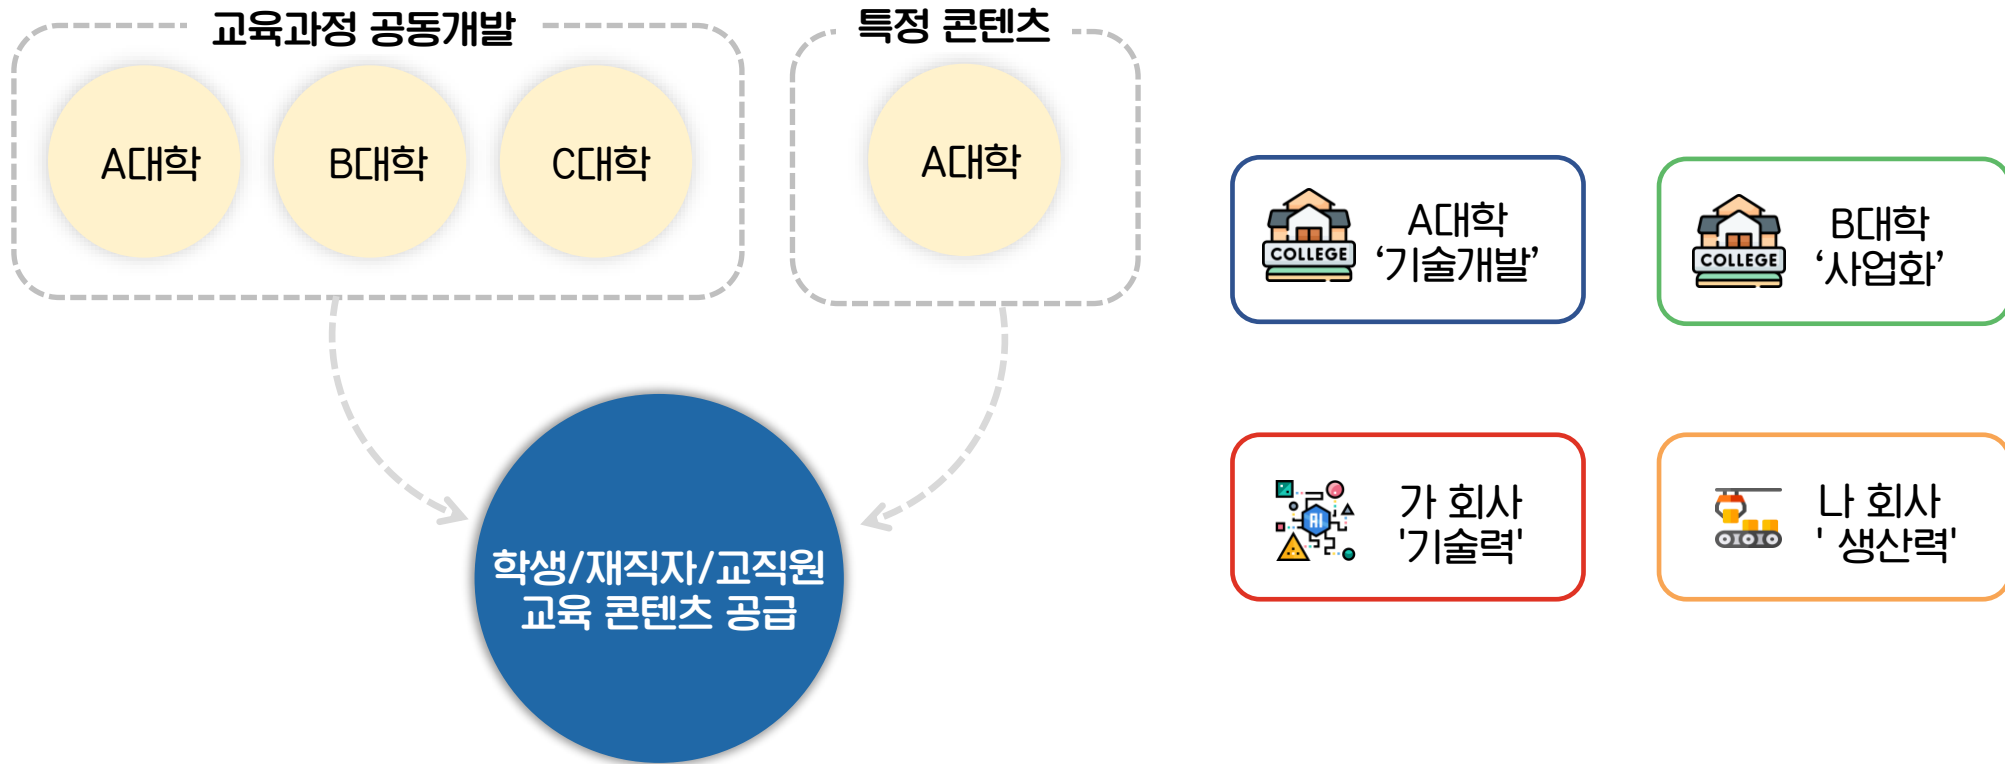 교육과정 공동개발
A대학
B대학
C대학
특정 콘텐츠
A대학
학생/재직자/교직원
교육 콘텐츠 공급
COLLEGE
A대학
‘기술개발’
COLLEGE
B대학
‘사업화’
AI
가 회사
'기술력'
나 회사
' 생산력'